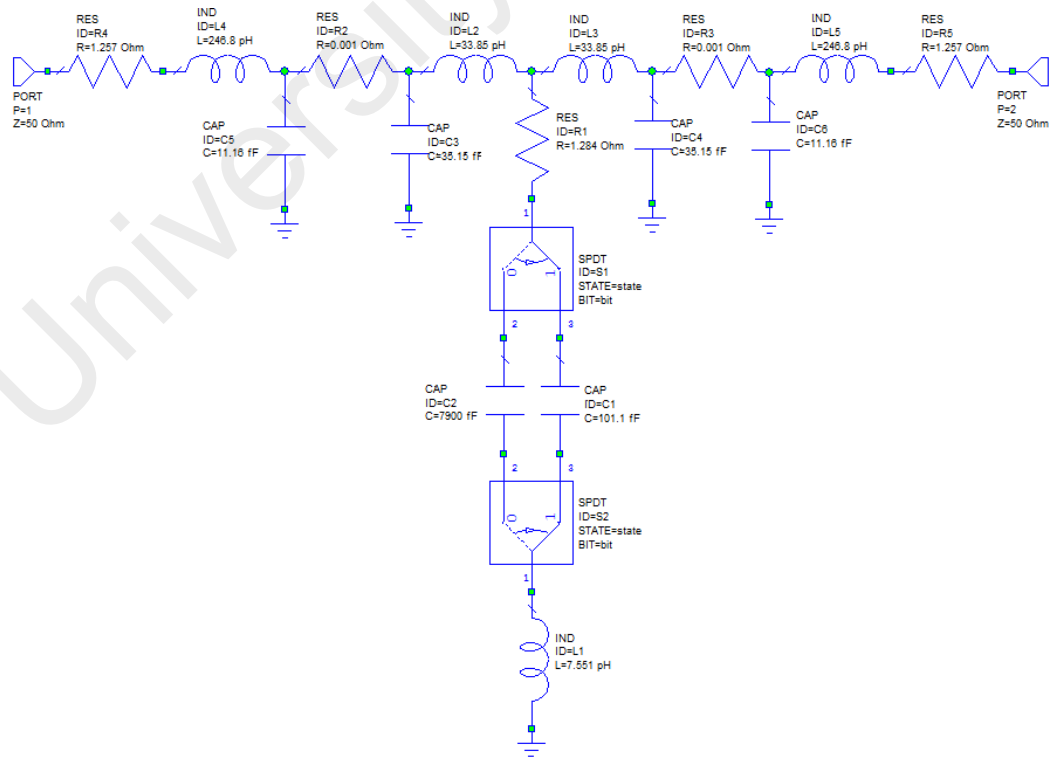 University
RES
ID=R4
R=1.257 Ohm
IND
ID=L4
L=246.8 pH
RES
ID=R2
R=0.001 Ohm
IND
ID=L2
L=33.85 pH
IND
ID=L3
L=33.85 pH
RES
ID=R3
R=0.001 Ohm
IND
ID=L5
L=246.8 pH
RES
ID=R5
R=1.257 Ohm
PORT
P=1
Z=50 Ohm
CAP
ID=C5
C=11.16 fF
CAP
ID=C3
C=35.15 fF
RES
ID=R1
R=1.284 Ohm
CAP
ID=C4
C=35.15 fF
CAP
ID=C6
C=11.16 fF
PORT
P=2
Z=50 Ohm
1
0
1
SPDT
ID=S1
STATE=state
BIT=bit
2
3
CAP
ID=C2
C=7900 fF
CAP
ID=C1
C=101.1 fF
2
3
0
1
SPDT
ID=S2
STATE=state
BIT=bit
1
IND
ID=L1
L=7.551 pH